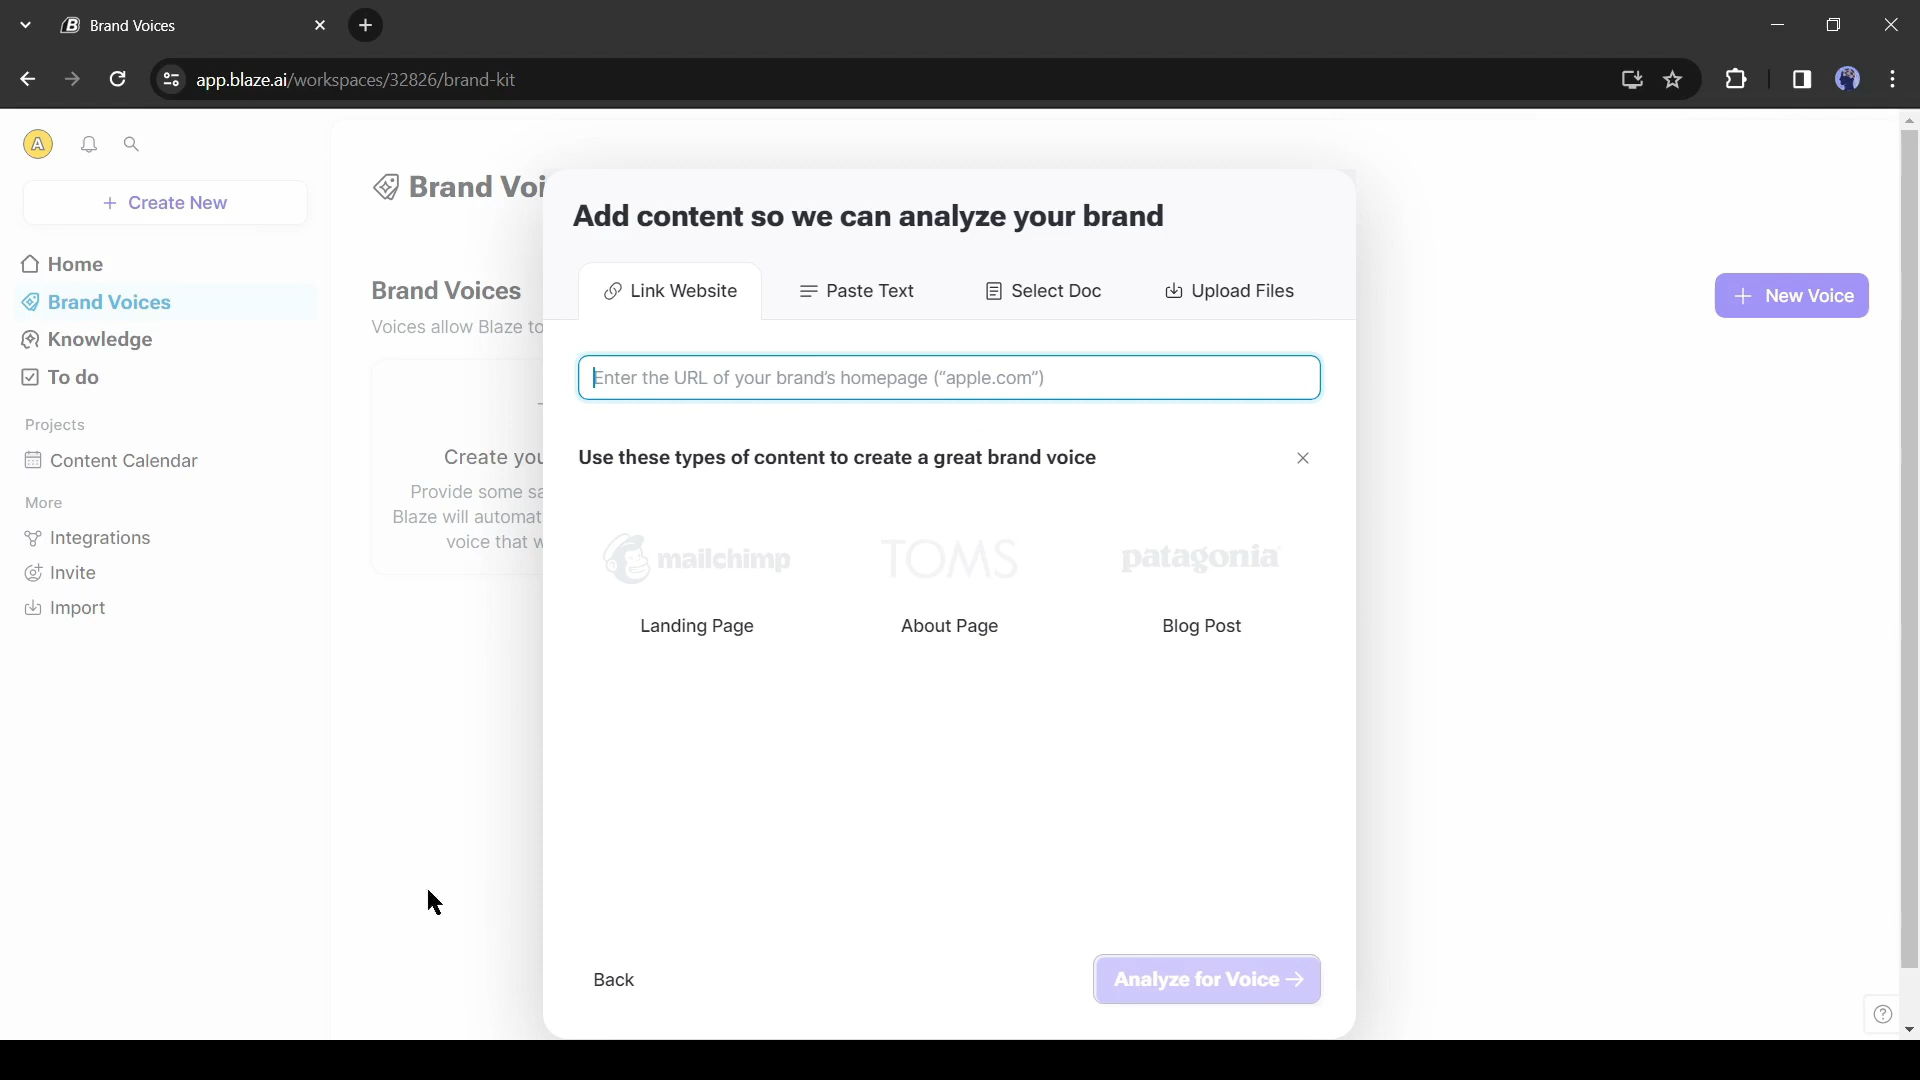 Brand Voices
app.blaze.ai/workspaces/32826/brand-kit
A
Create New
Home
Brand Voices
Knowledge
To do
Projects
Content Calendar
More
Integrations
Invite
Import
Brand Voi
Brand Voices
Voices allow Blaze to
New Voice
Create you
Provide some sa
Blaze will automat
voice that w
Add content so we can analyze your brand
Link Website
Paste Text
Select Doc
Upload Files
Enter the URL of your brand's homepage (“apple.com”)
Use these types of content to create a great brand voice
mailchimp
TOMS
patagonia
Landing Page
About Page
Blog Post
Back
Analyze for Voice